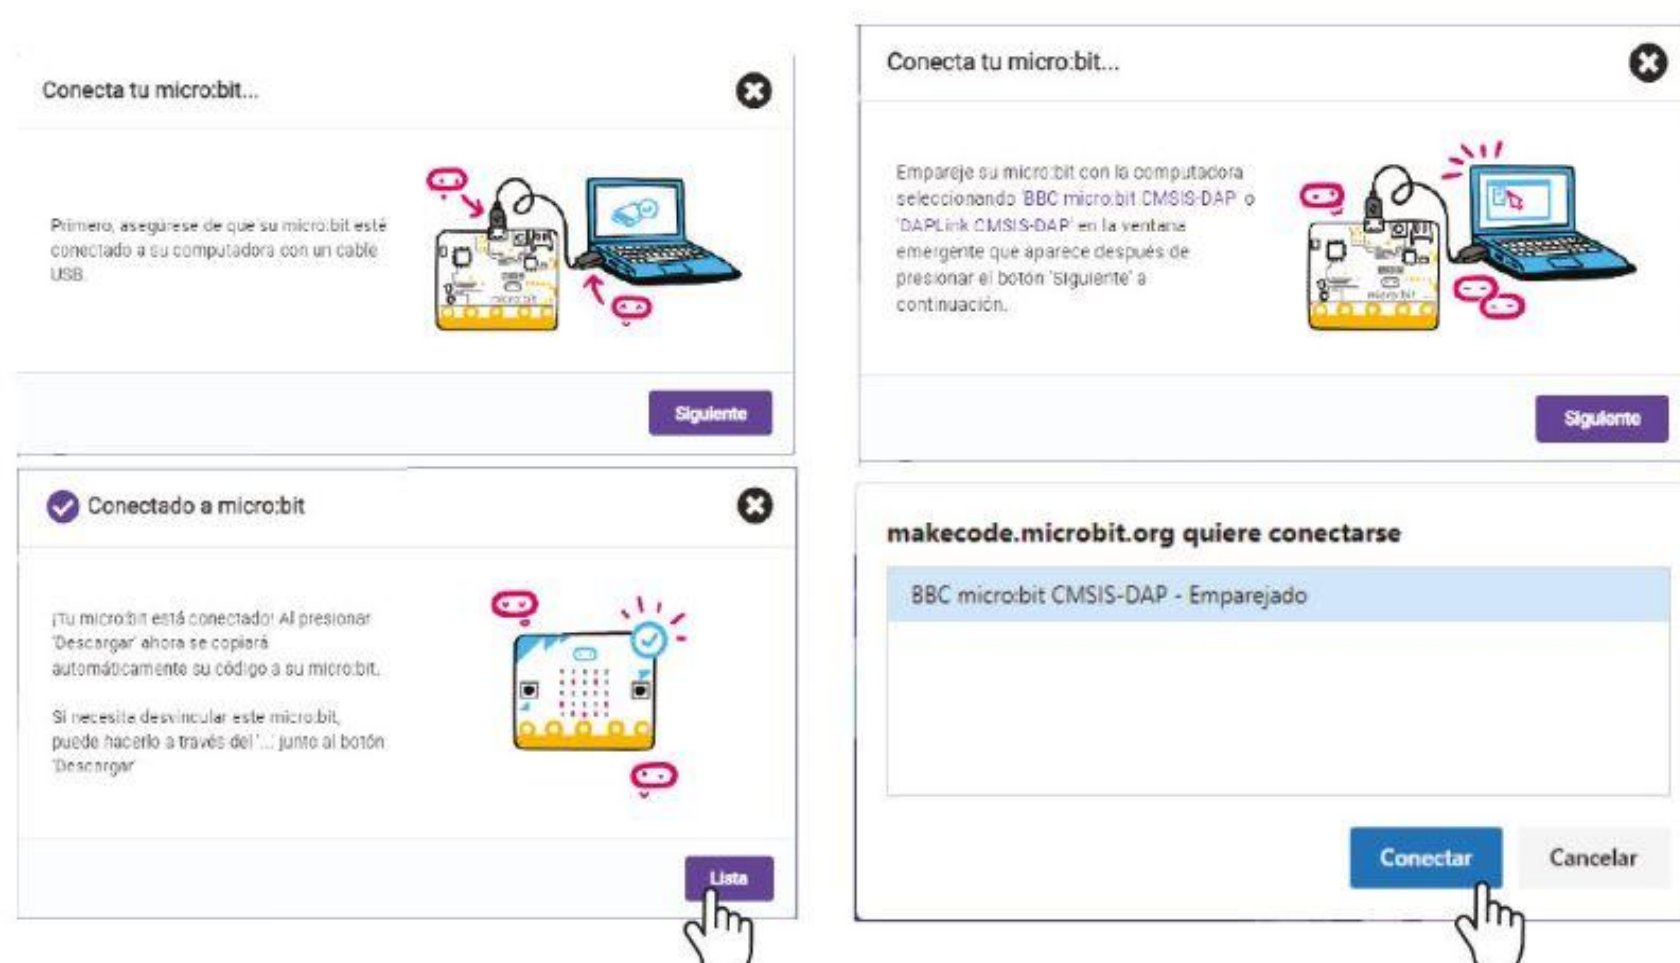 Conecta tu micro:bit...
Primero, asegúrese de que su micro:bit esté
conectado a su computadora con un cable
USB.
micro:bit
Siguiente
Conecta tu micro:bit...
Empareje su micro:bit con la computadora
seleccionando 'BBC micro:bit CMSIS-DAP' o
'DAPLink CMSIS-DAP' en la ventana
emergente que aparece después de
presionar el botón 'Siguiente' a
continuación.
micro:bit
Siguiente
Conectado a micro:bit
¡Tu micro:bit está conectado! Al presionar
'Descargar' ahora se copiará
automáticamente su código a su micro:bit.
Si necesita desvincular este micro:bit,
puede hacerlo a través del '...' junto al botón
'Descargar'
Lista
makecode.microbit.org quiere conectarse
BBC micro:bit CMSIS-DAP - Emparejado
Conectar
Cancelar